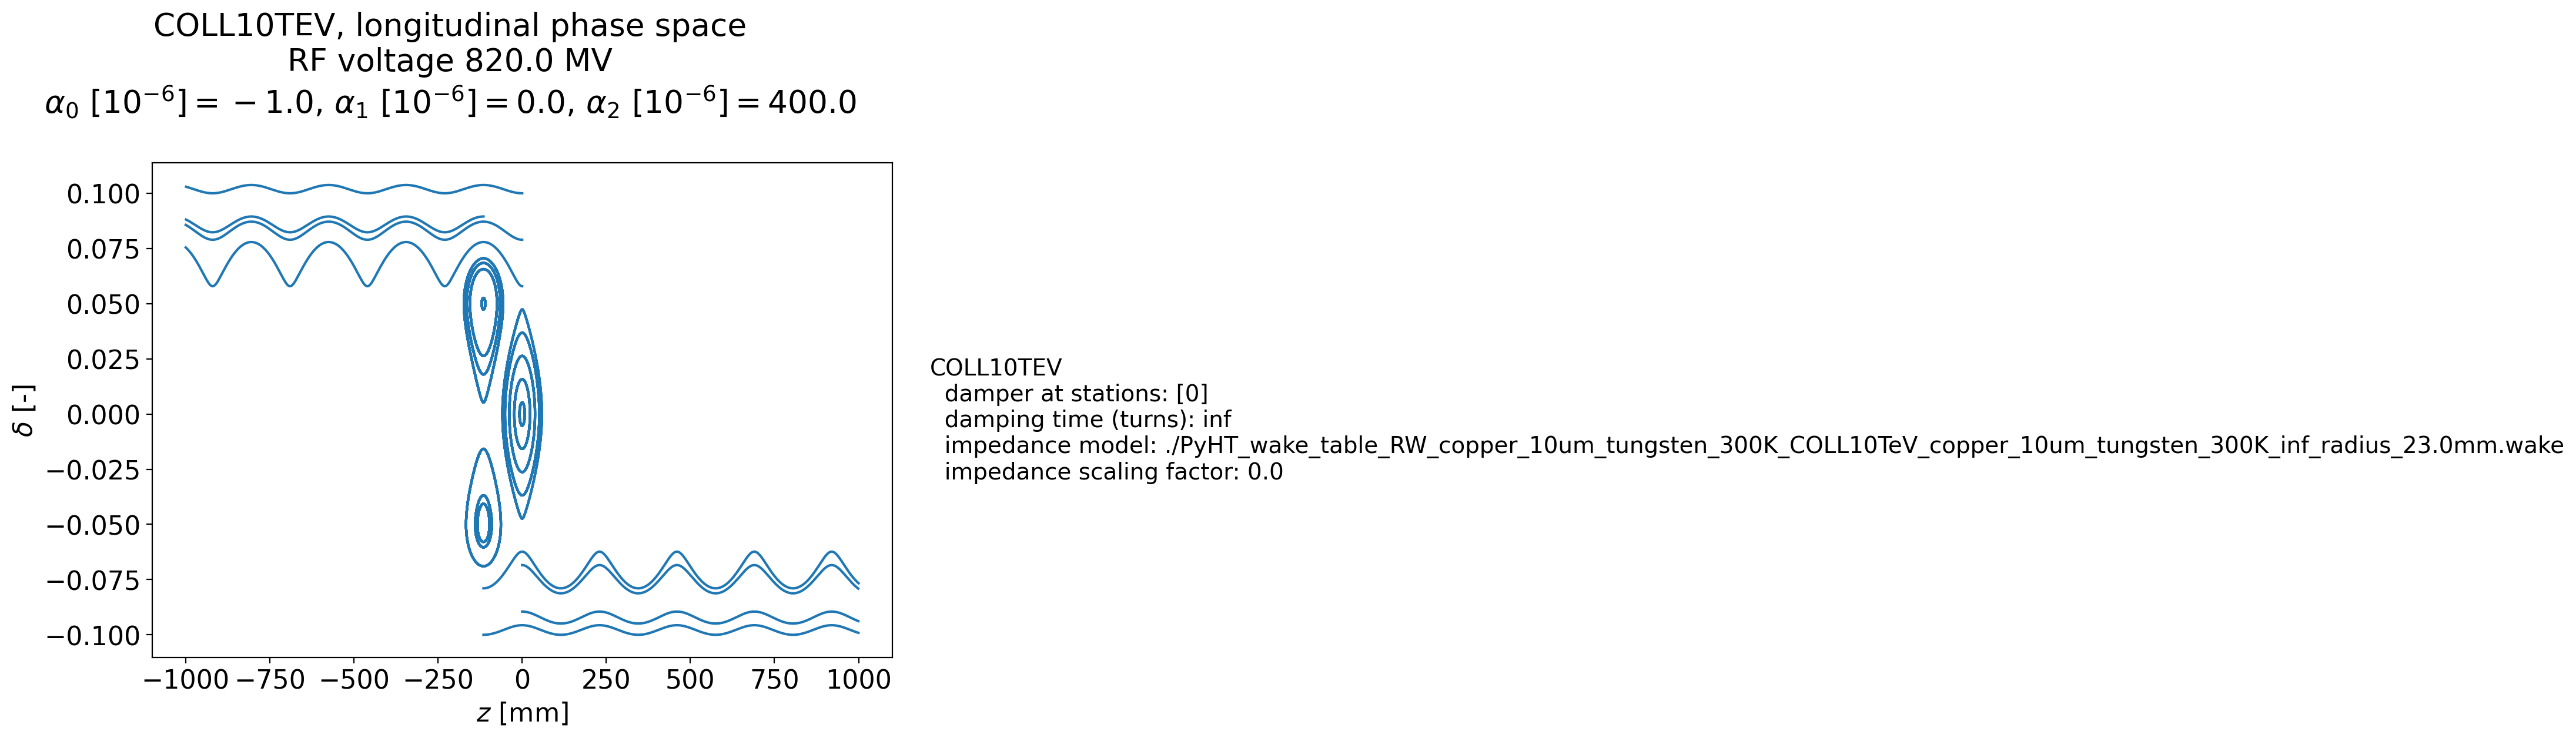 COLL10TEV, longitudinal phase space
RF voltage 820.0 MV
α₀ [10⁻⁶] = − 1.0, α₁ [10⁻⁶] = 0.0, α₂ [10⁻⁶] = 400.0
0.100
0.075
0.050
0.025
0.000
−0.025
−0.050
−0.075
−0.100
δ [-]
−1000 −750 −500 −250 0 250 500 750 1000
z [mm]
COLL10TEV
damper at stations: [0]
damping time (turns): inf
impedance model: ./PyHT_wake_table_RW_copper_10um_tungsten_300K_COLL10TeV_copper_10um_tungsten_300K_inf_radius_23.0mm.wake
impedance scaling factor: 0.0